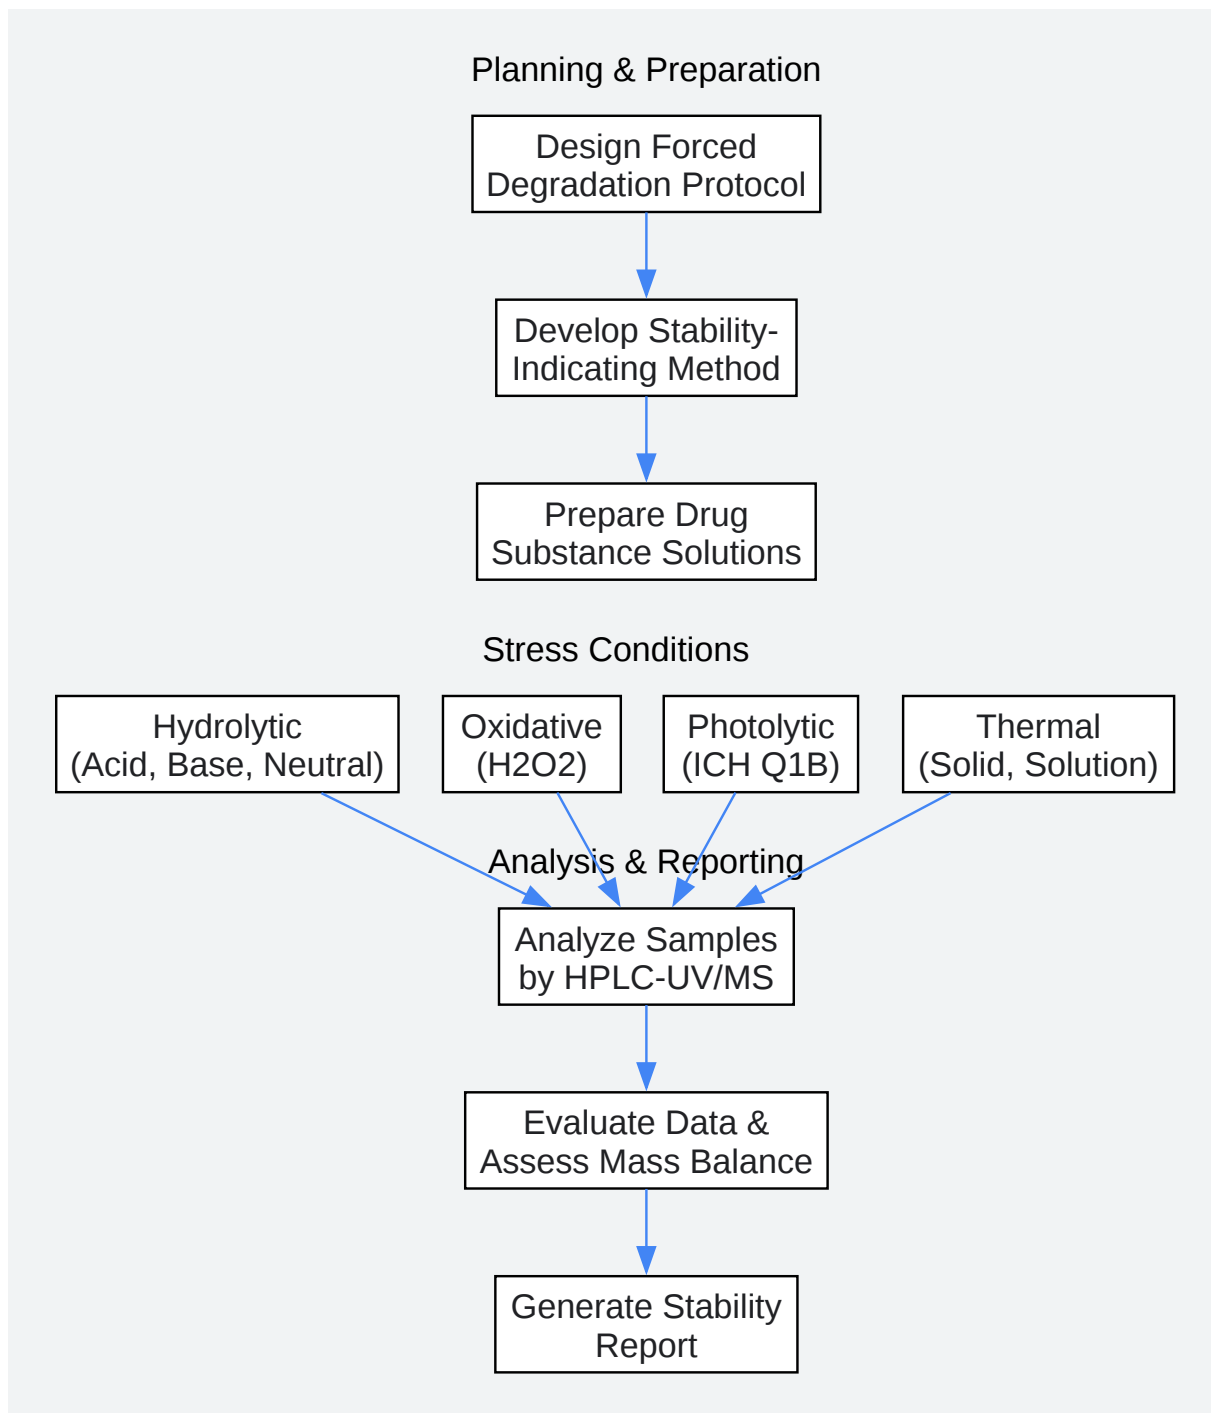 Planning & Preparation
Design Forced
Degradation Protocol
Develop Stability-
Indicating Method
Prepare Drug
Substance Solutions
Stress Conditions
Hydrolytic
(Acid, Base, Neutral)
Oxidative
(H2O2)
Photolytic
(ICH Q1B)
Thermal
(Solid, Solution)
Analysis & Reporting
Analyze Samples
by HPLC-UV/MS
Evaluate Data &
Assess Mass Balance
Generate Stability
Report